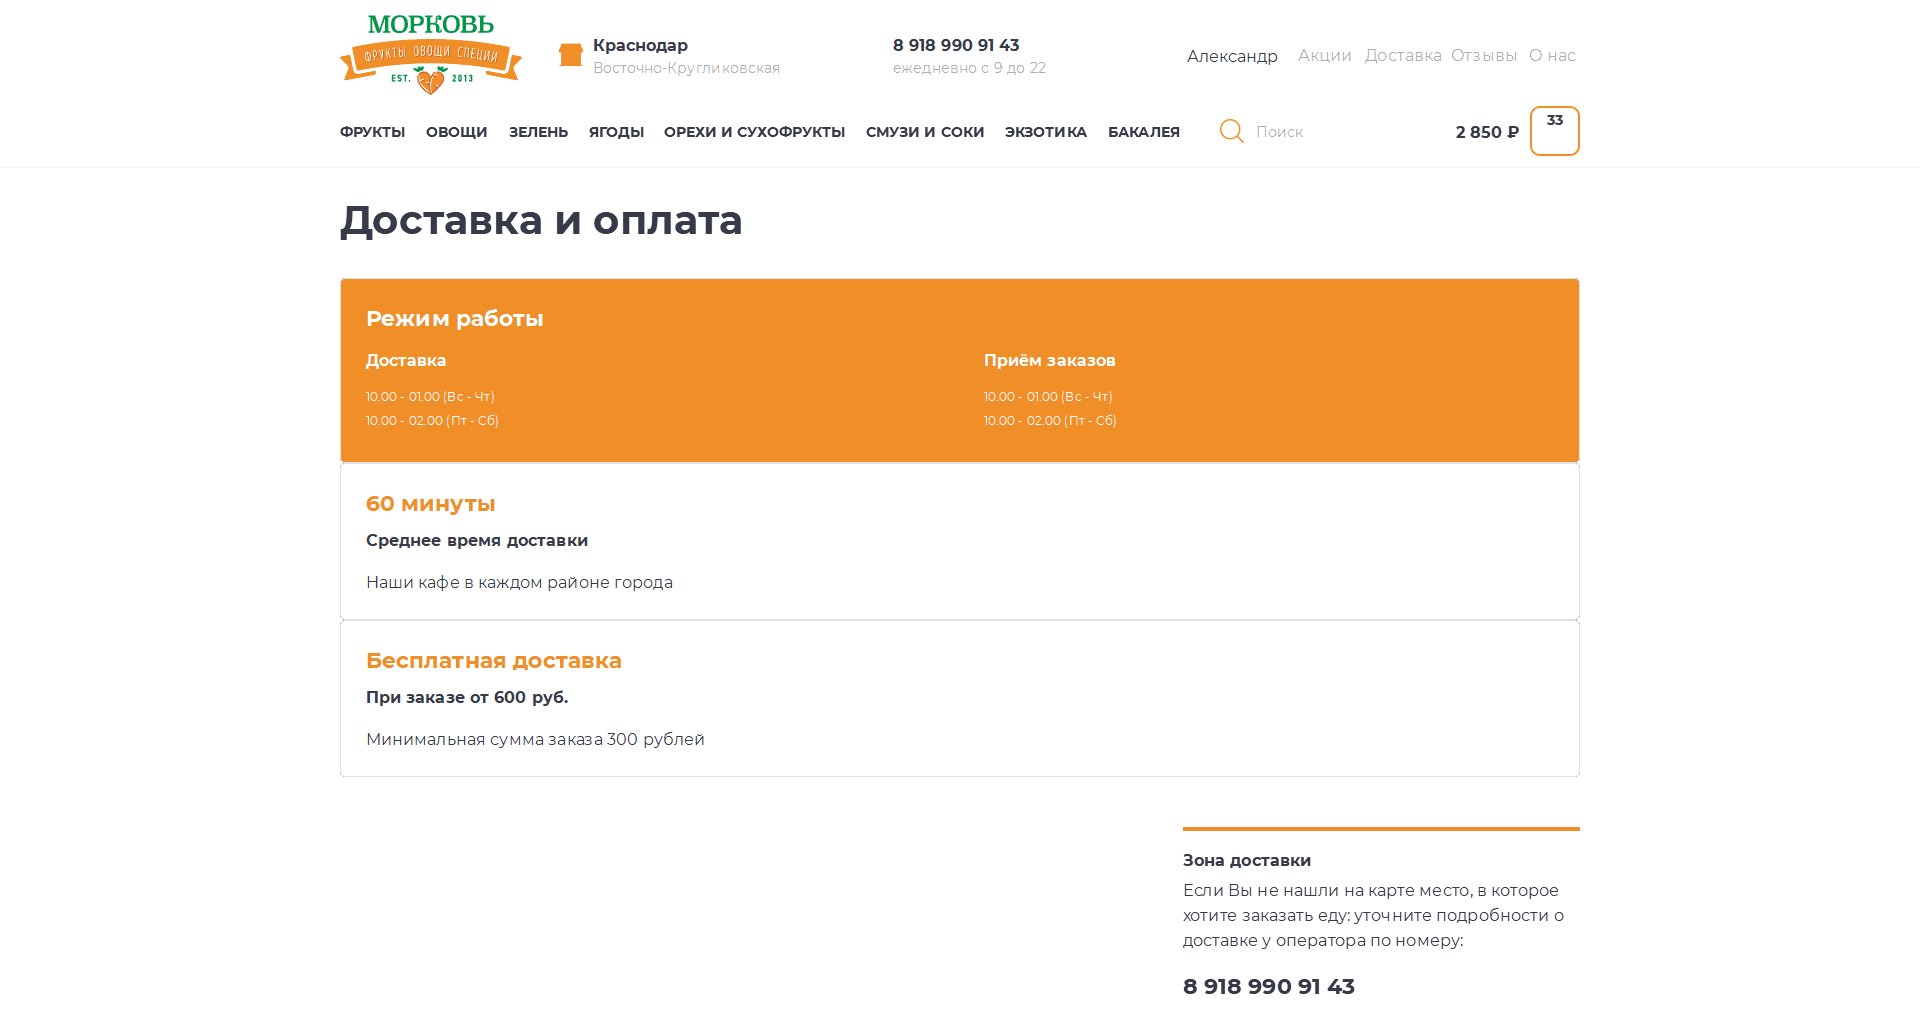 МОРКОВЬ
ФРУКТЫ ОВОЩИ СПЕЦИИ
EST. 2013
Краснодар
Восточно-Кругликовская
8 918 990 91 43
ежедневно с 9 до 22
Александр Акции Доставка Отзывы О нас
ФРУКТЫ ОВОЩИ ЗЕЛЕНЬ ЯГОДЫ ОРЕХИ И СУХОФРУКТЫ СМУЗИ И СОКИ ЭКЗОТИКА БАКАЛЕЯ Поиск 2 850 ₽ 33
Доставка и оплата
Режим работы
Доставка
10.00 - 01.00 (Вс - Чт)
10.00 - 02.00 (Пт - Сб)
Приём заказов
10.00 - 01.00 (Вс - Чт)
10.00 - 02.00 (Пт - Сб)
60 минуты
Среднее время доставки
Наши кафе в каждом районе города
Бесплатная доставка
При заказе от 600 руб.
Минимальная сумма заказа 300 рублей
Зона доставки
Если Вы не нашли на карте место, в которое
хотите заказать еду: уточните подробности о
доставке у оператора по номеру:
8 918 990 91 43